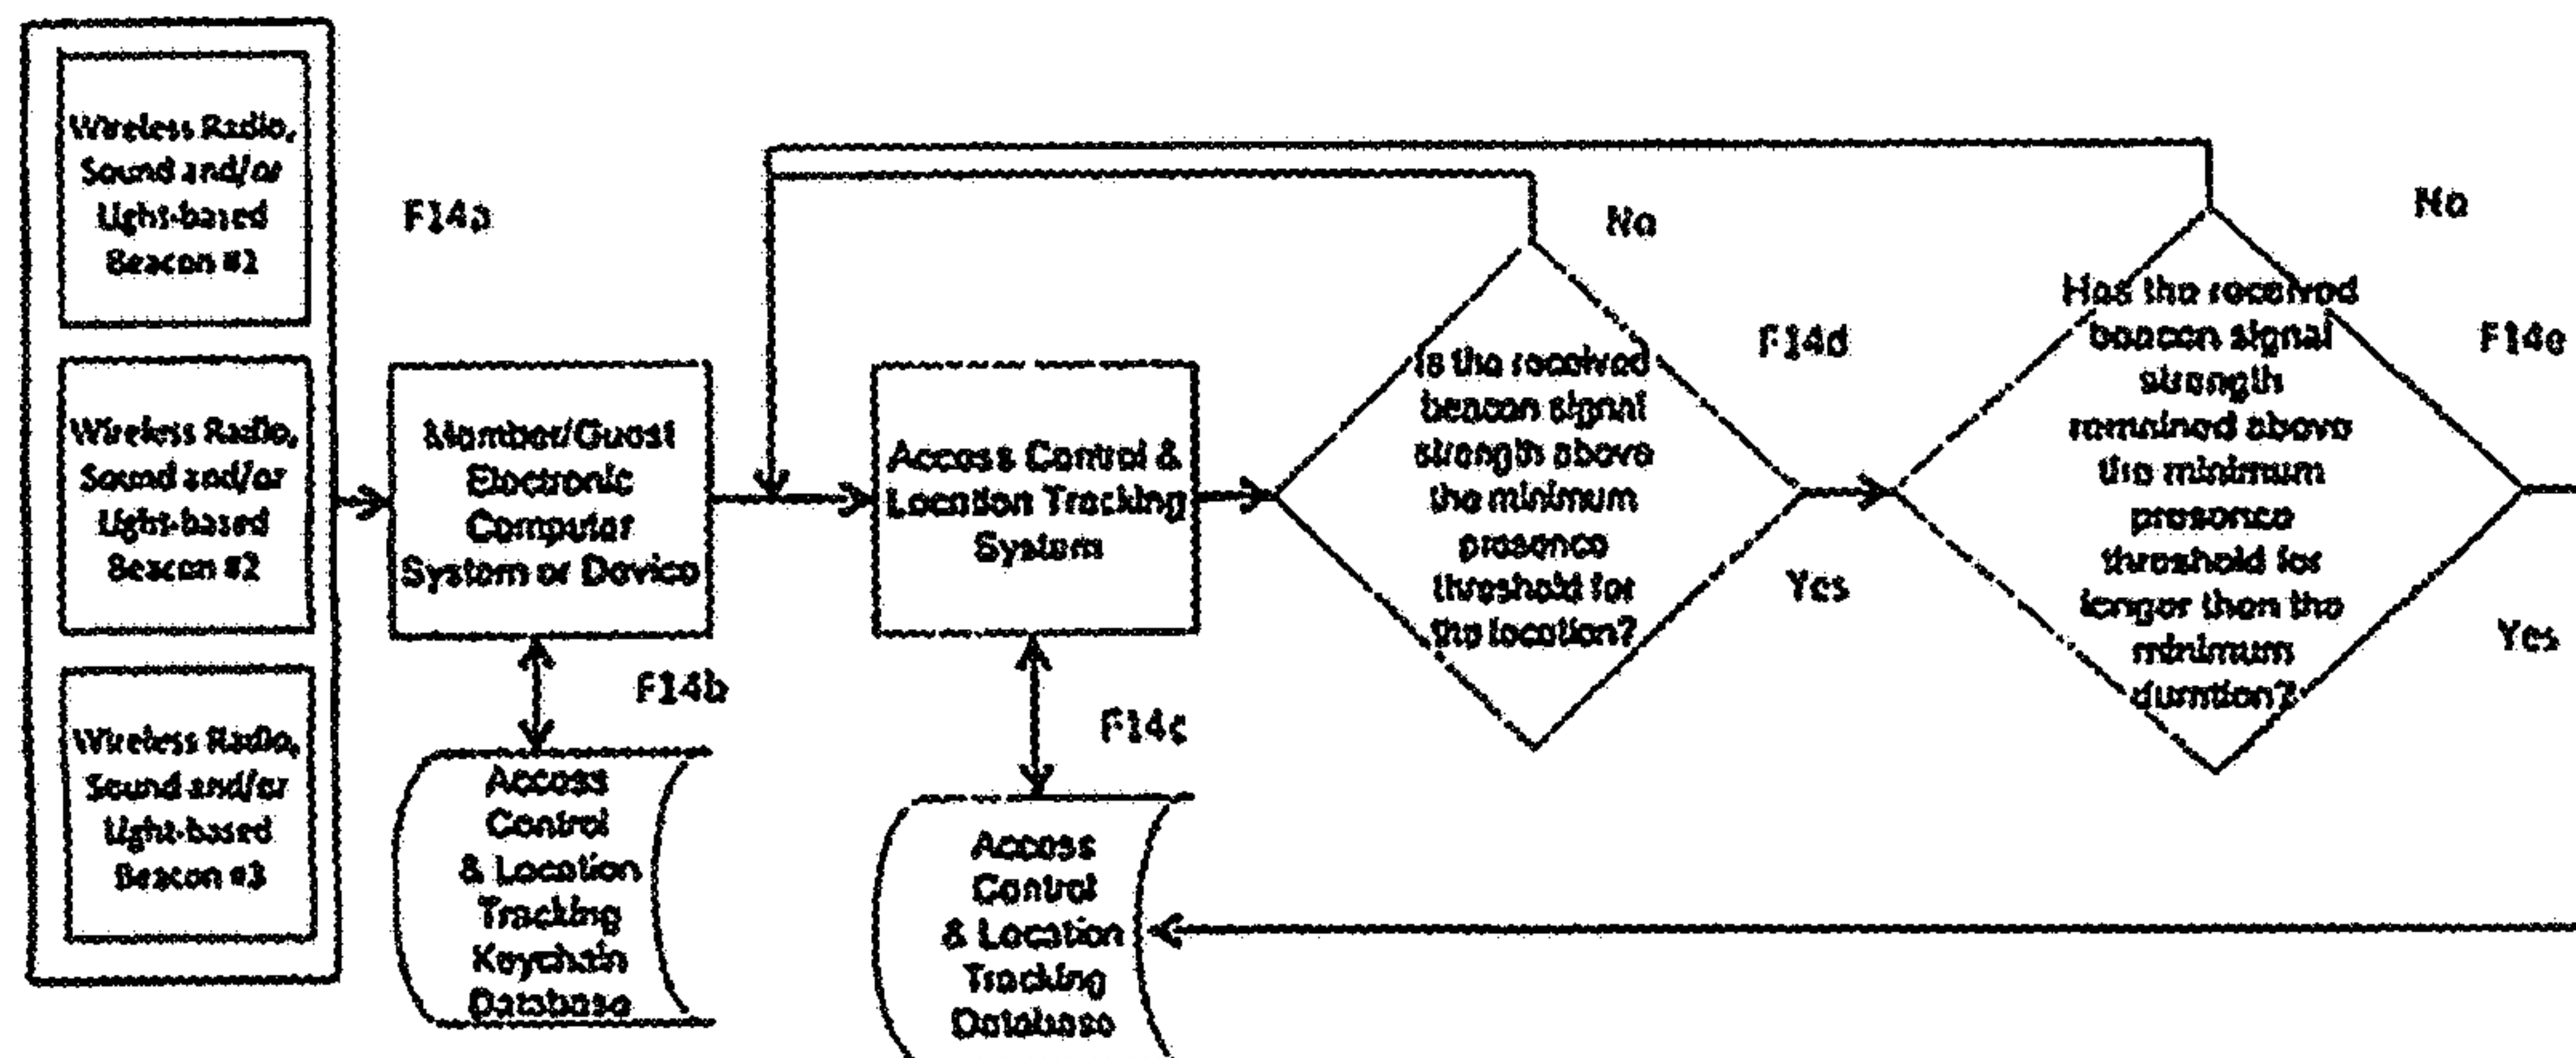 Wireless Radio,
Sound and/or
Light-based
Beacon #1
Wireless Radio,
Sound and/or
Light-based
Beacon #2
Wireless Radio,
Sound and/or
Light-based
Beacon #3
F14a
Member/Guest
Electronic
Computer
System or Device
F14b
Access
Control
& Location
Tracking
Keychain
Database
Access Control &
Location Tracking
System
F14c
Access
Control
& Location
Tracking
Database
No
Is the received
beacon signal
strength above
the minimum
presence
threshold for
the location?
F14d
Yes
No
Has the received
beacon signal
strength
remained above
the minimum
presence
threshold for
longer than the
minimum
duration?
F14e
Yes